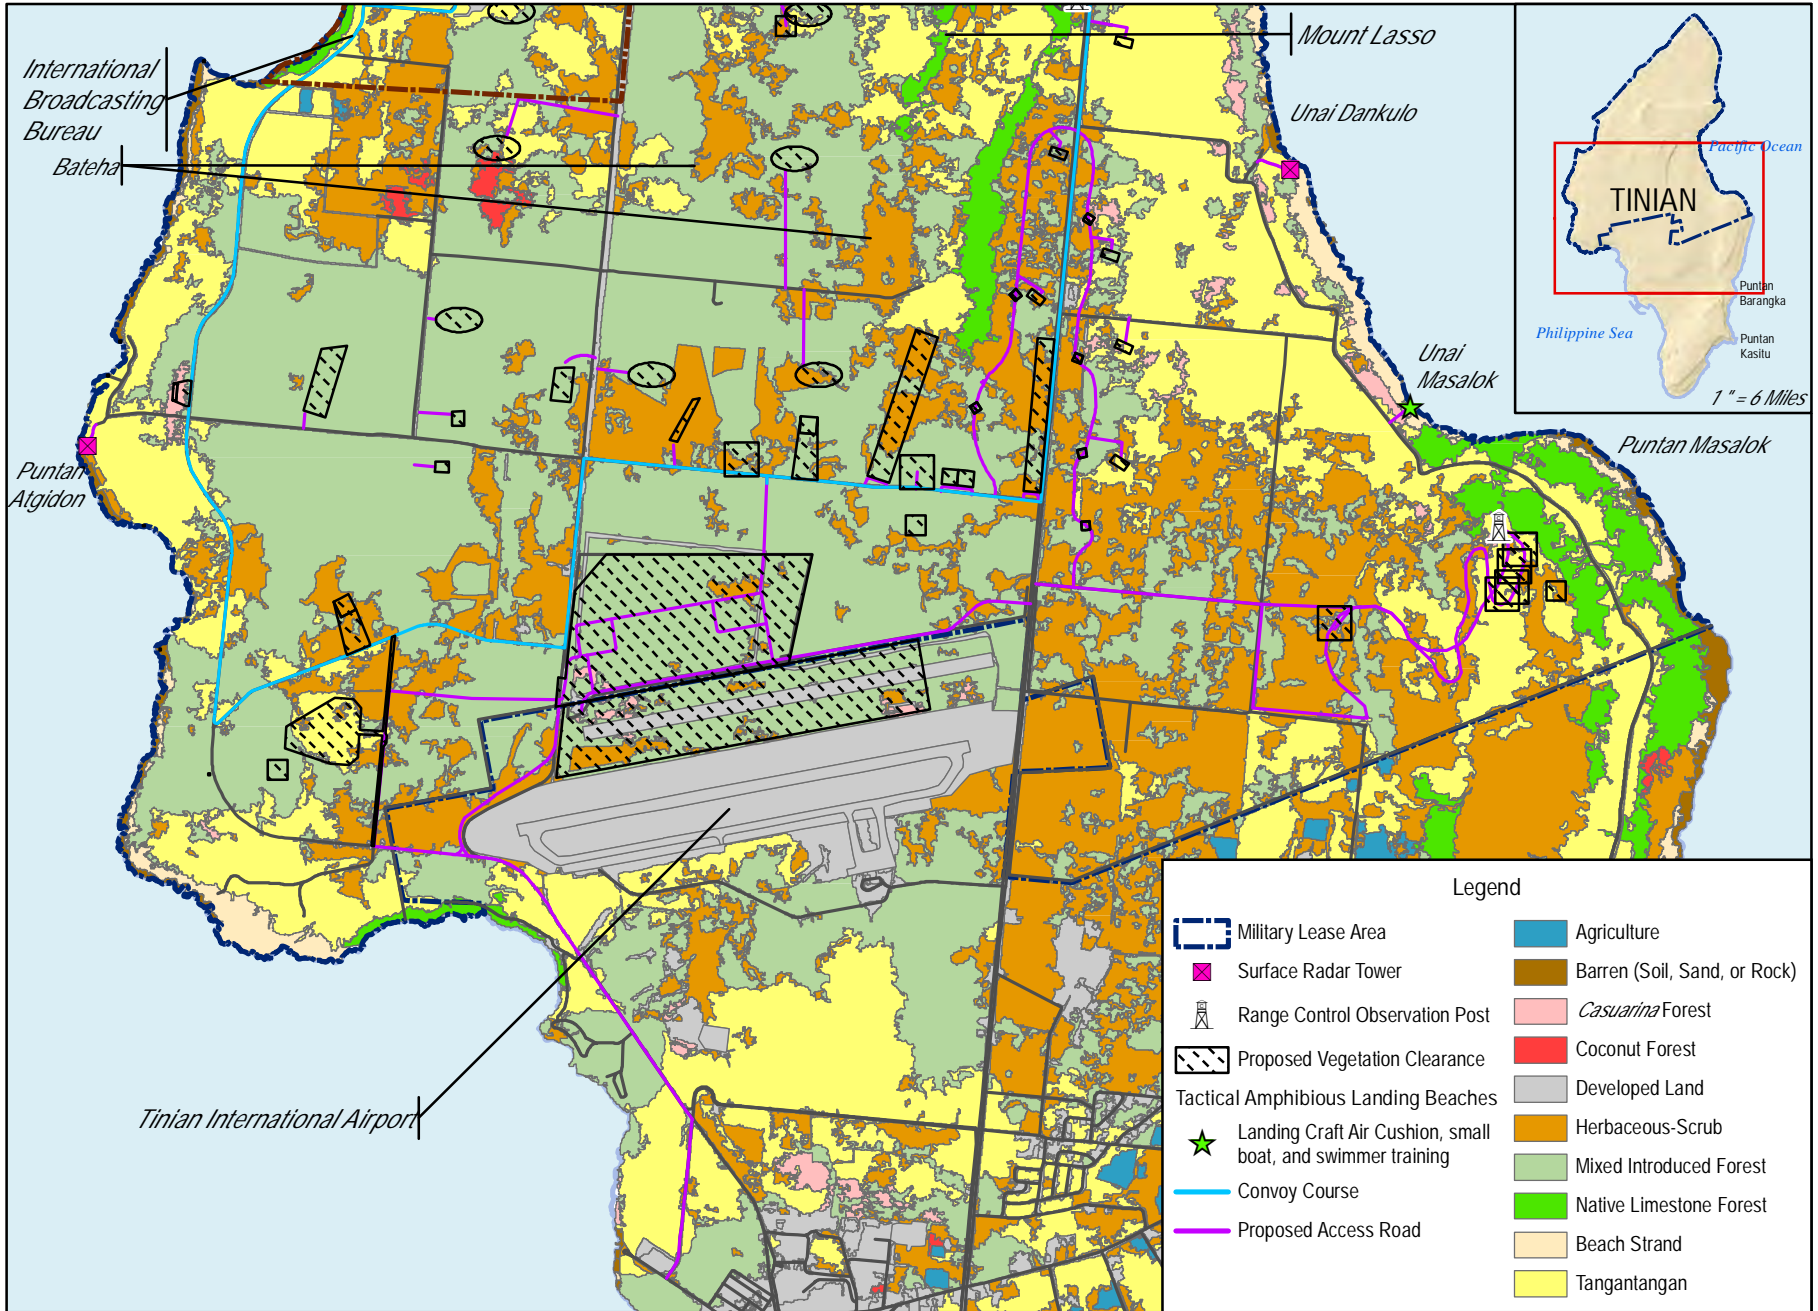 International
Broadcasting
Bureau
Bateha
Mount Lasso
Unai Dankulo
Unai
Masalok
Puntan Masalok
Puntan
Atgidon
Tinian International Airport
Pacific Ocean
TINIAN
Puntan
Barangka
Philippine Sea
Puntan
Kasitu
1 " = 6 Miles
Legend
Military Lease Area
Surface Radar Tower
Range Control Observation Post
Proposed Vegetation Clearance
Tactical Amphibious Landing Beaches
Landing Craft Air Cushion, small
boat, and swimmer training
Convoy Course
Proposed Access Road
Agriculture
Barren (Soil, Sand, or Rock)
Casuarina Forest
Coconut Forest
Developed Land
Herbaceous-Scrub
Mixed Introduced Forest
Native Limestone Forest
Beach Strand
Tangantangan